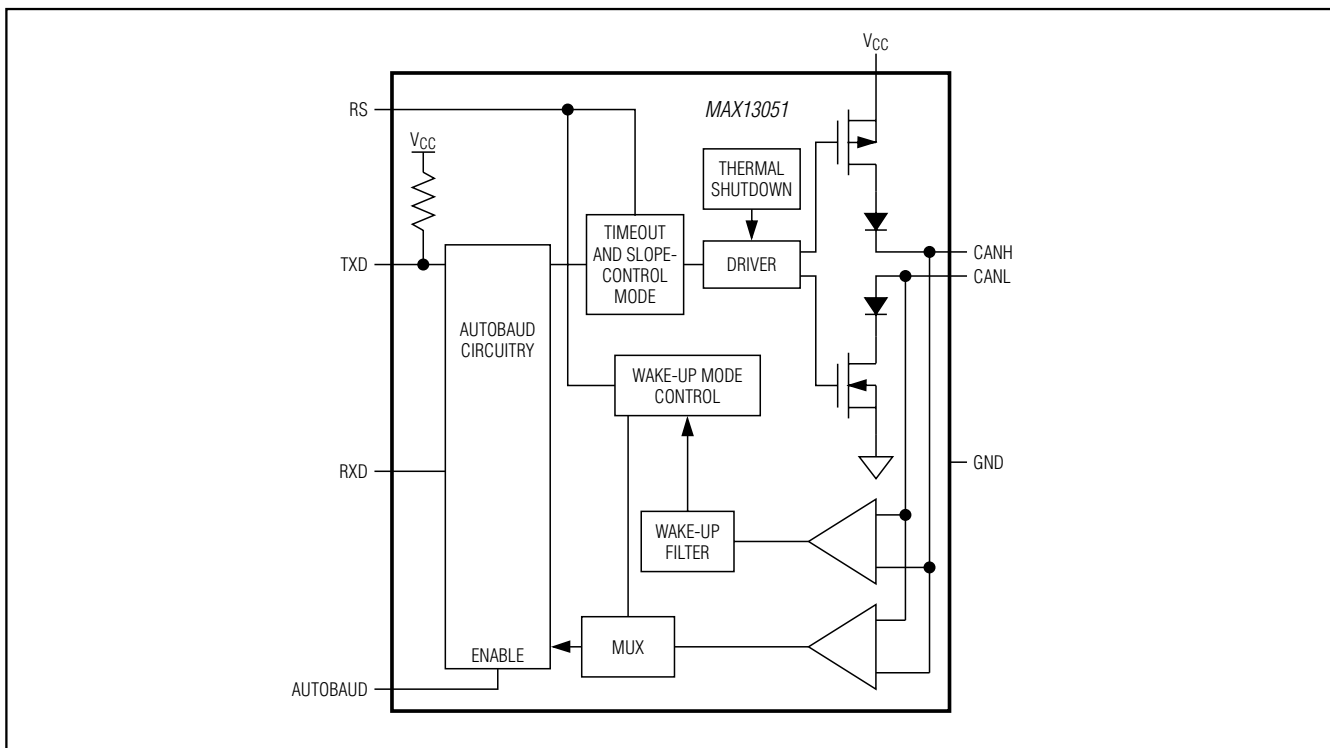 VCC
RS
MAX13051
VCC
THERMAL
SHUTDOWN
TIMEOUT
AND SLOPE-
CONTROL
MODE
DRIVER
CANH
TXD
CANL
AUTOBAUD
CIRCUITRY
WAKE-UP MODE
CONTROL
RXD
GND
WAKE-UP
FILTER
MUX
ENABLE
AUTOBAUD